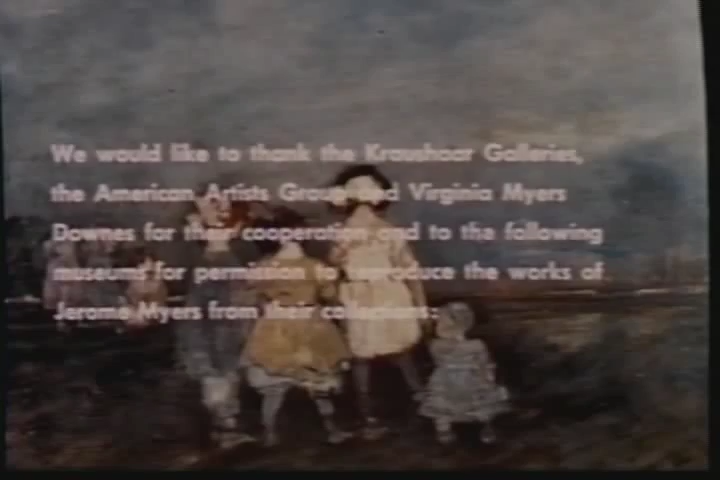 We would like to thank the Kraushaar Galleries,
the American Artists Group and Virginia Myers
Downes for their cooperation and to the following
museums for permission to reproduce the works of
Jerome Myers from their collections: